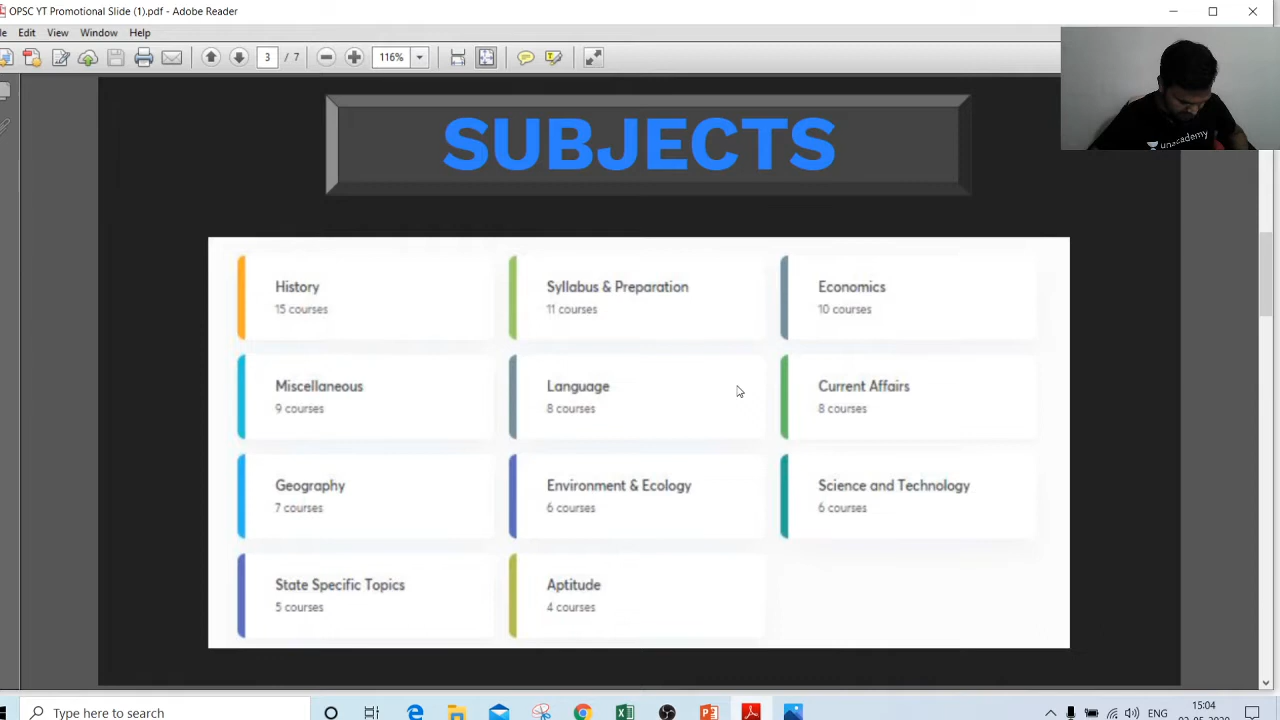 OPSC YT Promotional Slide (1).pdf - Adobe Reader
Edit View Window Help
3 / 7 116%
unacademy
SUBJECTS
History Syllabus & Preparation Economics
15 courses 11 courses 10 courses
Miscellaneous Language Current Affairs
9 courses 8 courses 8 courses
Geography Environment & Ecology Science and Technology
7 courses 6 courses 6 courses
State Specific Topics Aptitude
5 courses 4 courses
Type here to search ENG 15:04